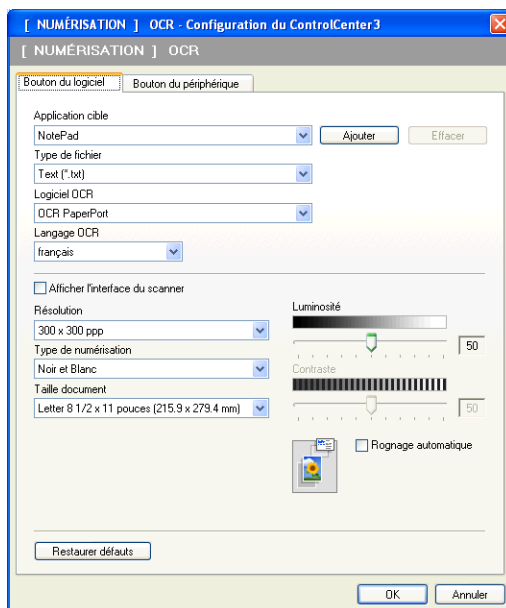 [ NUMÉRISATION ] OCR - Configuration du ControlCenter3
[ NUMÉRISATION ] OCR
Bouton du logiciel Bouton du périphérique
Application cible
NotePad Ajouter Effacer
Type de fichier
Text (*.txt)
Logiciel OCR
OCR PaperPort
Langage OCR
français
Afficher l'interface du scanner
Résolution Luminosité
300 x 300 ppp 50
Type de numérisation
Noir et Blanc Contraste
Taille document
Letter 8 1/2 x 11 pouces (215.9 x 279.4 mm) 50
Rognage automatique
Restaurer défauts
OK Annuler